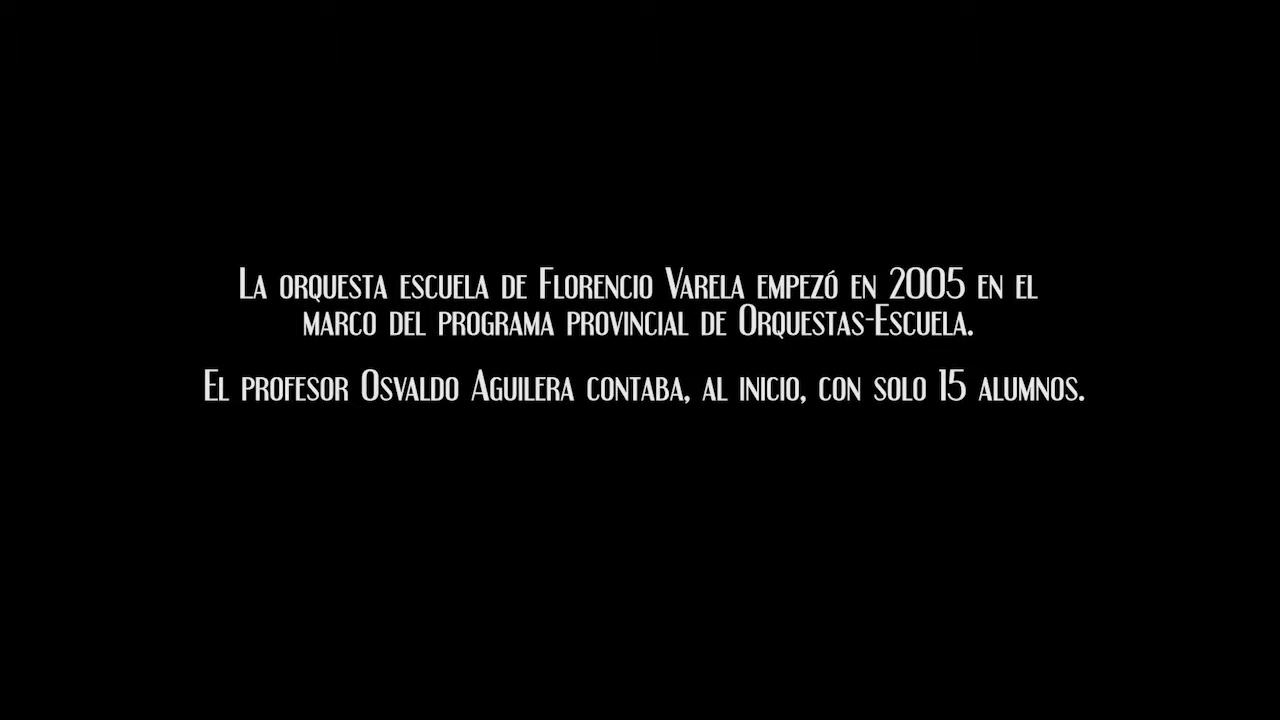 La orquesta escuela de Florencio Varela empezó en 2005 en el
marco del programa provincial de Orquestas-Escuela.
El profesor Osvaldo Aguilera contaba, al inicio, con solo 15 alumnos.